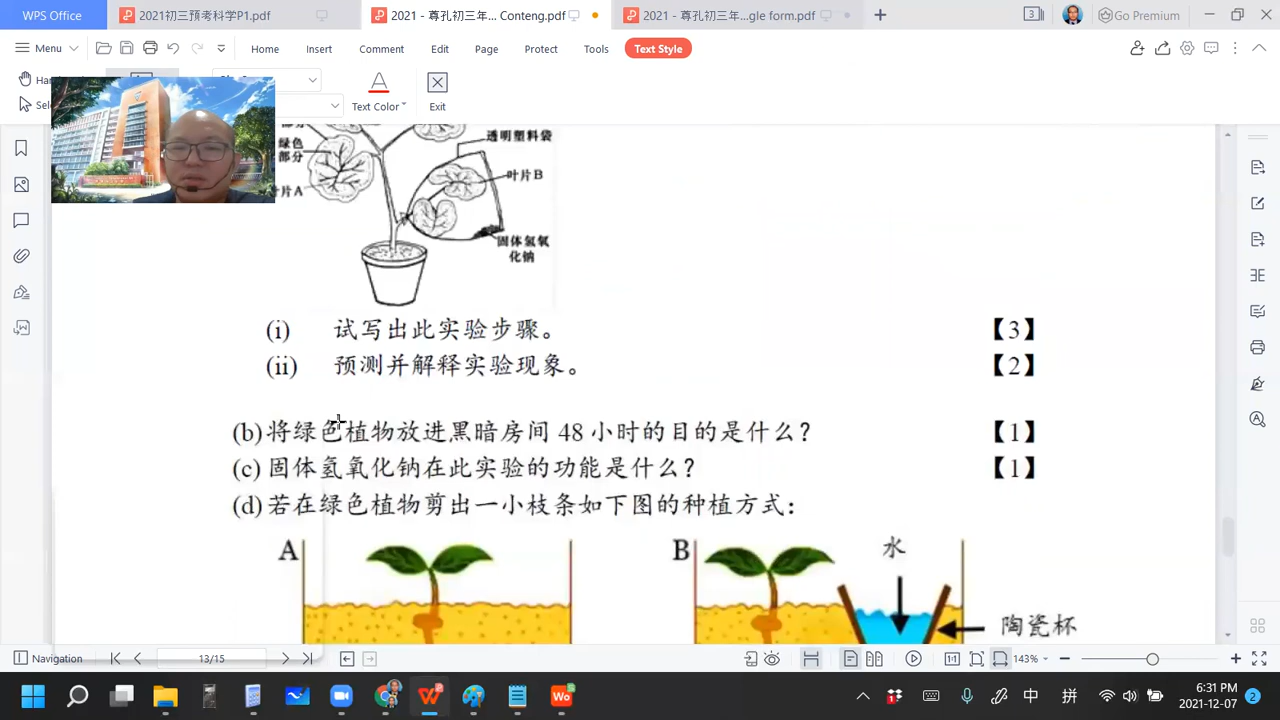 WPS Office
2021初三预考科学P1.pdf
2021 - 尊孔初三年... Conteng.pdf
2021 - 尊孔初三年...gle form.pdf
3
Go Premium
Menu
Home
Insert
Comment
Edit
Page
Protect
Tools
Text Style
Han
Sele
Text Color
Exit
绿色
部分
叶片A
透明塑料袋
叶片B
固体氢氧
化钠
(i) 试写出此实验步骤。 【3】
(ii) 预测并解释实验现象。 【2】
(b) 将绿色植物放进黑暗房间 48 小时的目的是什么? 【1】
(c) 固体氢氧化钠在此实验的功能是什么? 【1】
(d) 若在绿色植物剪出一小枝条如下图的种植方式:
A
B
水
陶瓷杯
Navigation
13/15
1:1
143%
Wo
中
拼
6:31 PM
2021-12-07
2